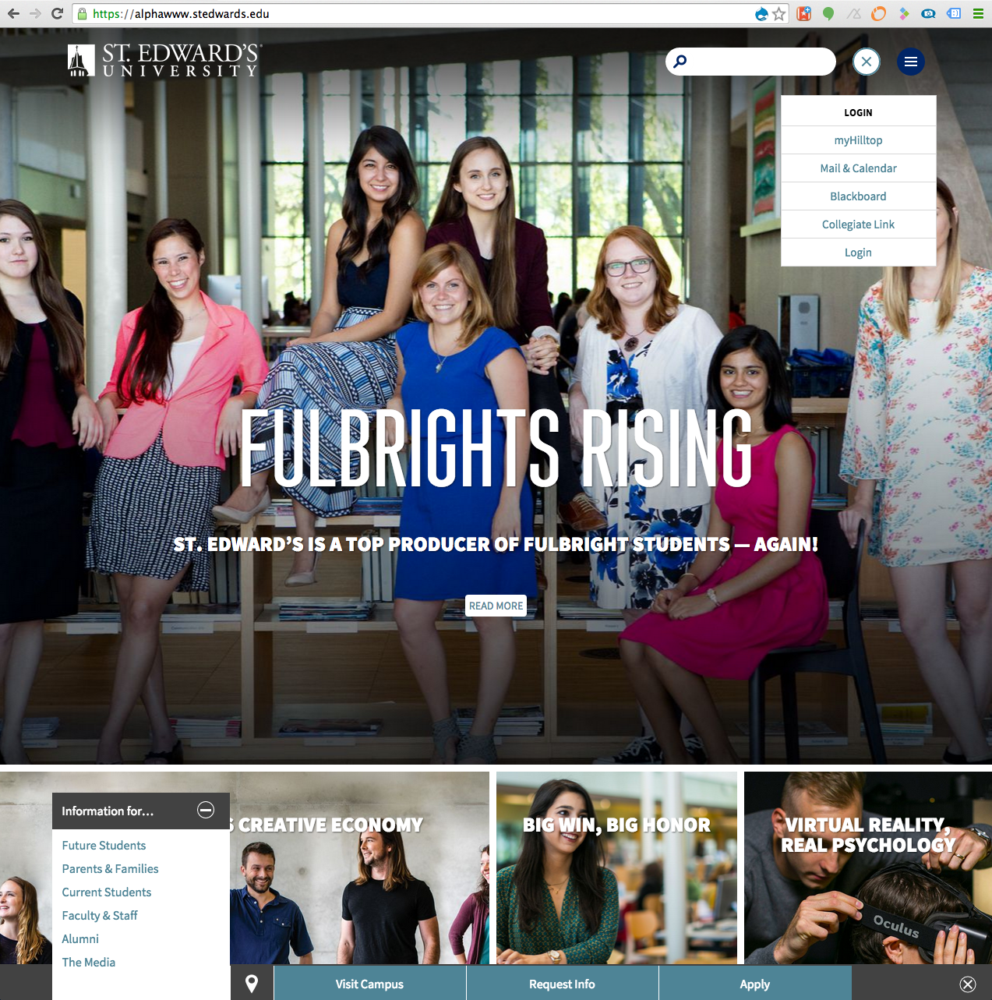 https://alphawww.stedwards.edu
ST. EDWARD'S
UNIVERSITY
LOGIN
myHilltop
Mail & Calendar
Blackboard
Collegiate Link
Login
FULBRIGHTS RISING
ST. EDWARD'S IS A TOP PRODUCER OF FULBRIGHT STUDENTS — AGAIN!
READ MORE
Information for...
Future Students
Parents & Families
Current Students
Faculty & Staff
Alumni
The Media
S CREATIVE ECONOMY
BIG WIN, BIG HONOR
VIRTUAL REALITY,
REAL PSYCHOLOGY
Oculus
Visit Campus
Request Info
Apply